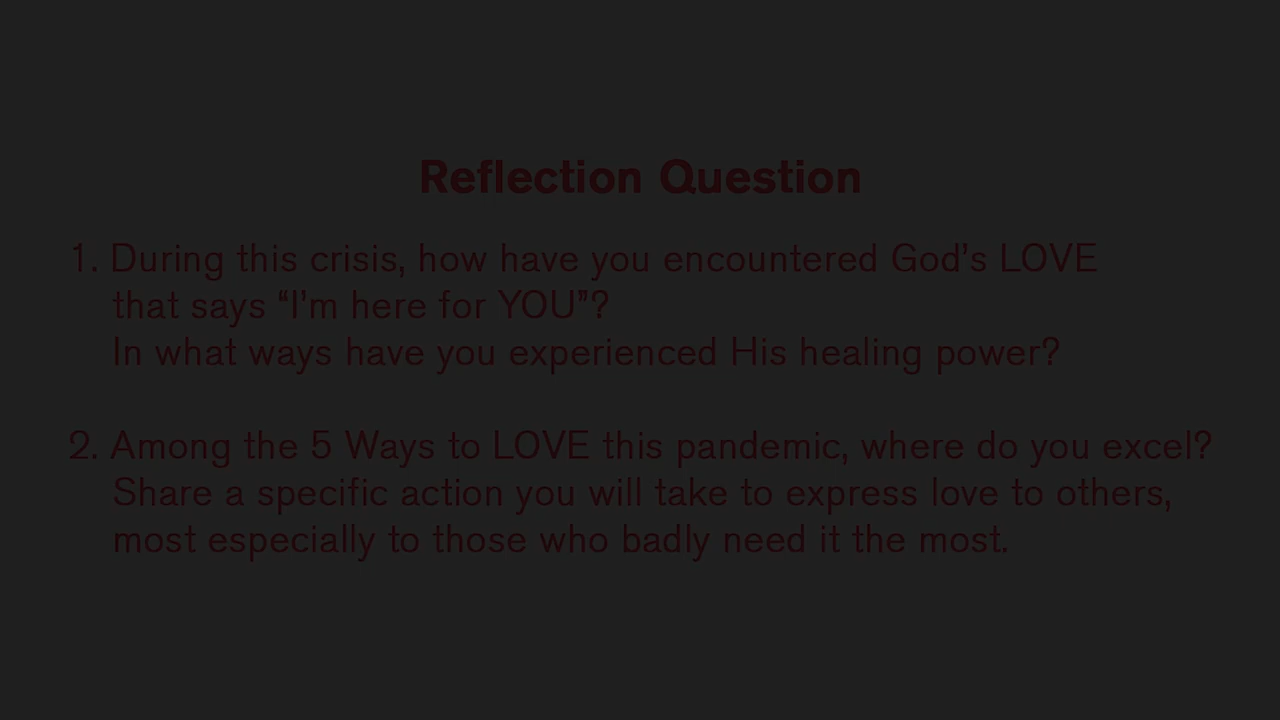 Reflection Question
1. During this crisis, how have you encountered God’s LOVE
that says “I’m here for YOU”?
In what ways have you experienced His healing power?
2. Among the 5 Ways to LOVE this pandemic, where do you excel?
Share a specific action you will take to express love to others,
most especially to those who badly need it the most.